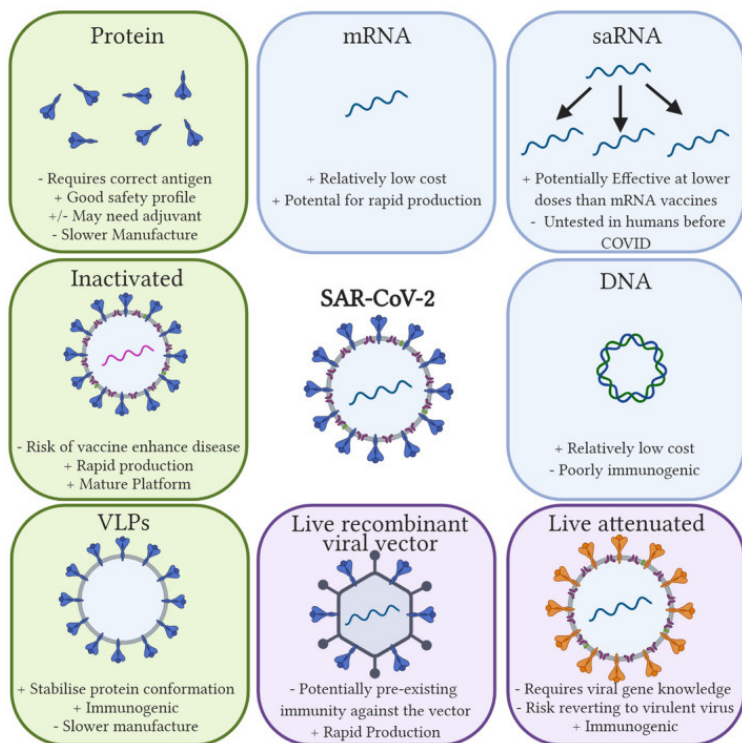 Protein
- Requires correct antigen
+ Good safety profile
+/- May need adjuvant
- Slower Manufacture
mRNA
+ Relatively low cost
+ Potental for rapid production
saRNA
+ Potentially Effective at lower
doses than mRNA vaccines
- Untested in humans before
COVID
Inactivated
- Risk of vaccine enhance disease
+ Rapid production
+ Mature Platform
SAR-CoV-2
DNA
+ Relatively low cost
- Poorly immunogenic
VLPs
+ Stabilise protein conformation
+ Immunogenic
- Slower manufacture
Live recombinant
viral vector
- Potentially pre-existing
immunity against the vector
+ Rapid Production
Live attenuated
- Requires viral gene knowledge
- Risk reverting to virulent virus
+ Immunogenic